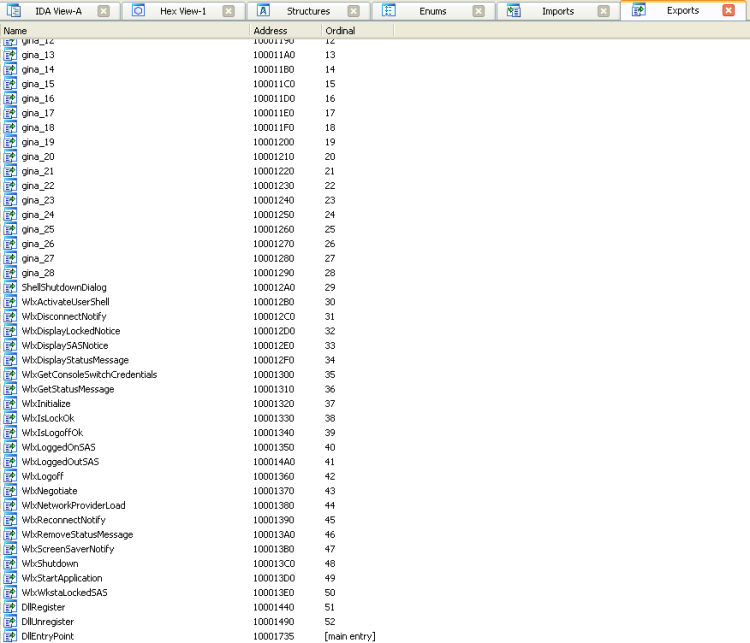 IDA View-A Hex View-1 Structures Enums Imports Exports
Name Address Ordinal
gina_12 10001190 12
gina_13 100011A0 13
gina_14 100011B0 14
gina_15 100011C0 15
gina_16 100011D0 16
gina_17 100011E0 17
gina_18 100011F0 18
gina_19 10001200 19
gina_20 10001210 20
gina_21 10001220 21
gina_22 10001230 22
gina_23 10001240 23
gina_24 10001250 24
gina_25 10001260 25
gina_26 10001270 26
gina_27 10001280 27
gina_28 10001290 28
ShellShutdownDialog 100012A0 29
WlxActivateUserShell 100012B0 30
WlxDisconnectNotify 100012C0 31
WlxDisplayLockedNotice 100012D0 32
WlxDisplaySASNotice 100012E0 33
WlxDisplayStatusMessage 100012F0 34
WlxGetConsoleSwitchCredentials 10001300 35
WlxGetStatusMessage 10001310 36
WlxInitialize 10001320 37
WlxIsLockOk 10001330 38
WlxIsLogoffOk 10001340 39
WlxLoggedOnSAS 10001350 40
WlxLoggedOutSAS 100014A0 41
WlxLogoff 10001360 42
WlxNegotiate 10001370 43
WlxNetworkProviderLoad 10001380 44
WlxReconnectNotify 10001390 45
WlxRemoveStatusMessage 100013A0 46
WlxScreenSaverNotify 100013B0 47
WlxShutdown 100013C0 48
WlxStartApplication 100013D0 49
WlxWkstaLockedSAS 100013E0 50
DllRegister 10001440 51
DllUnregister 10001490 52
DllEntryPoint 10001735 [main entry]